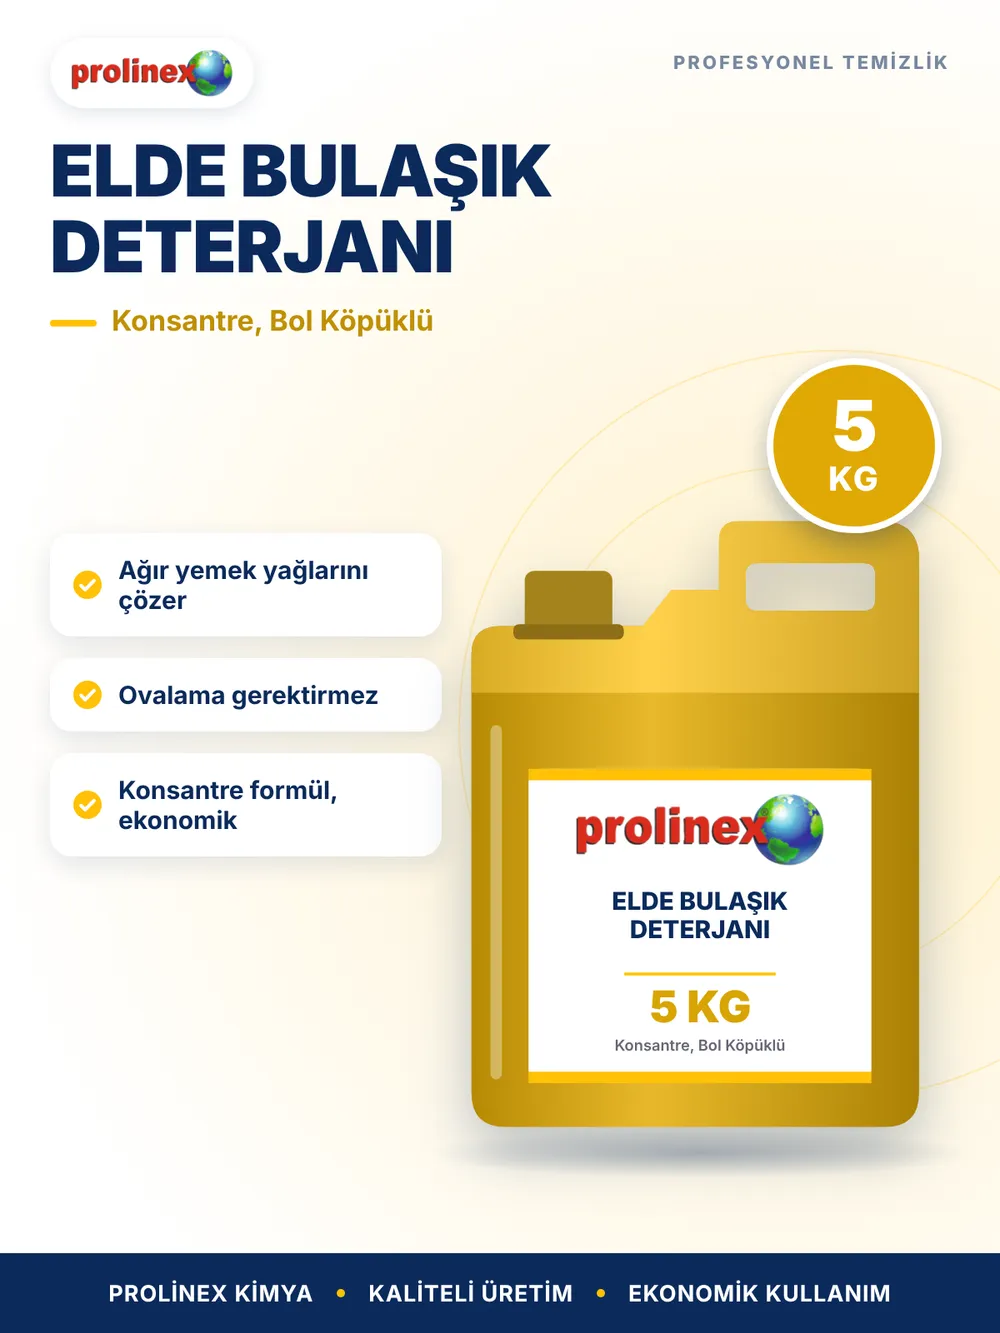 prolinex
PROFESYONEL TEMİZLİK
ELDE BULAŞIK
DETERJANI
Konsantre, Bol Köpüklü
5
KG
Ağır yemek yağlarını
çözer
Ovalama gerektirmez
Konsantre formül,
ekonomik
prolinex®
ELDE BULAŞIK
DETERJANI
5 KG
Konsantre, Bol Köpüklü
PROLİNEX KİMYA • KALİTELİ ÜRETİM • EKONOMİK KULLANIM